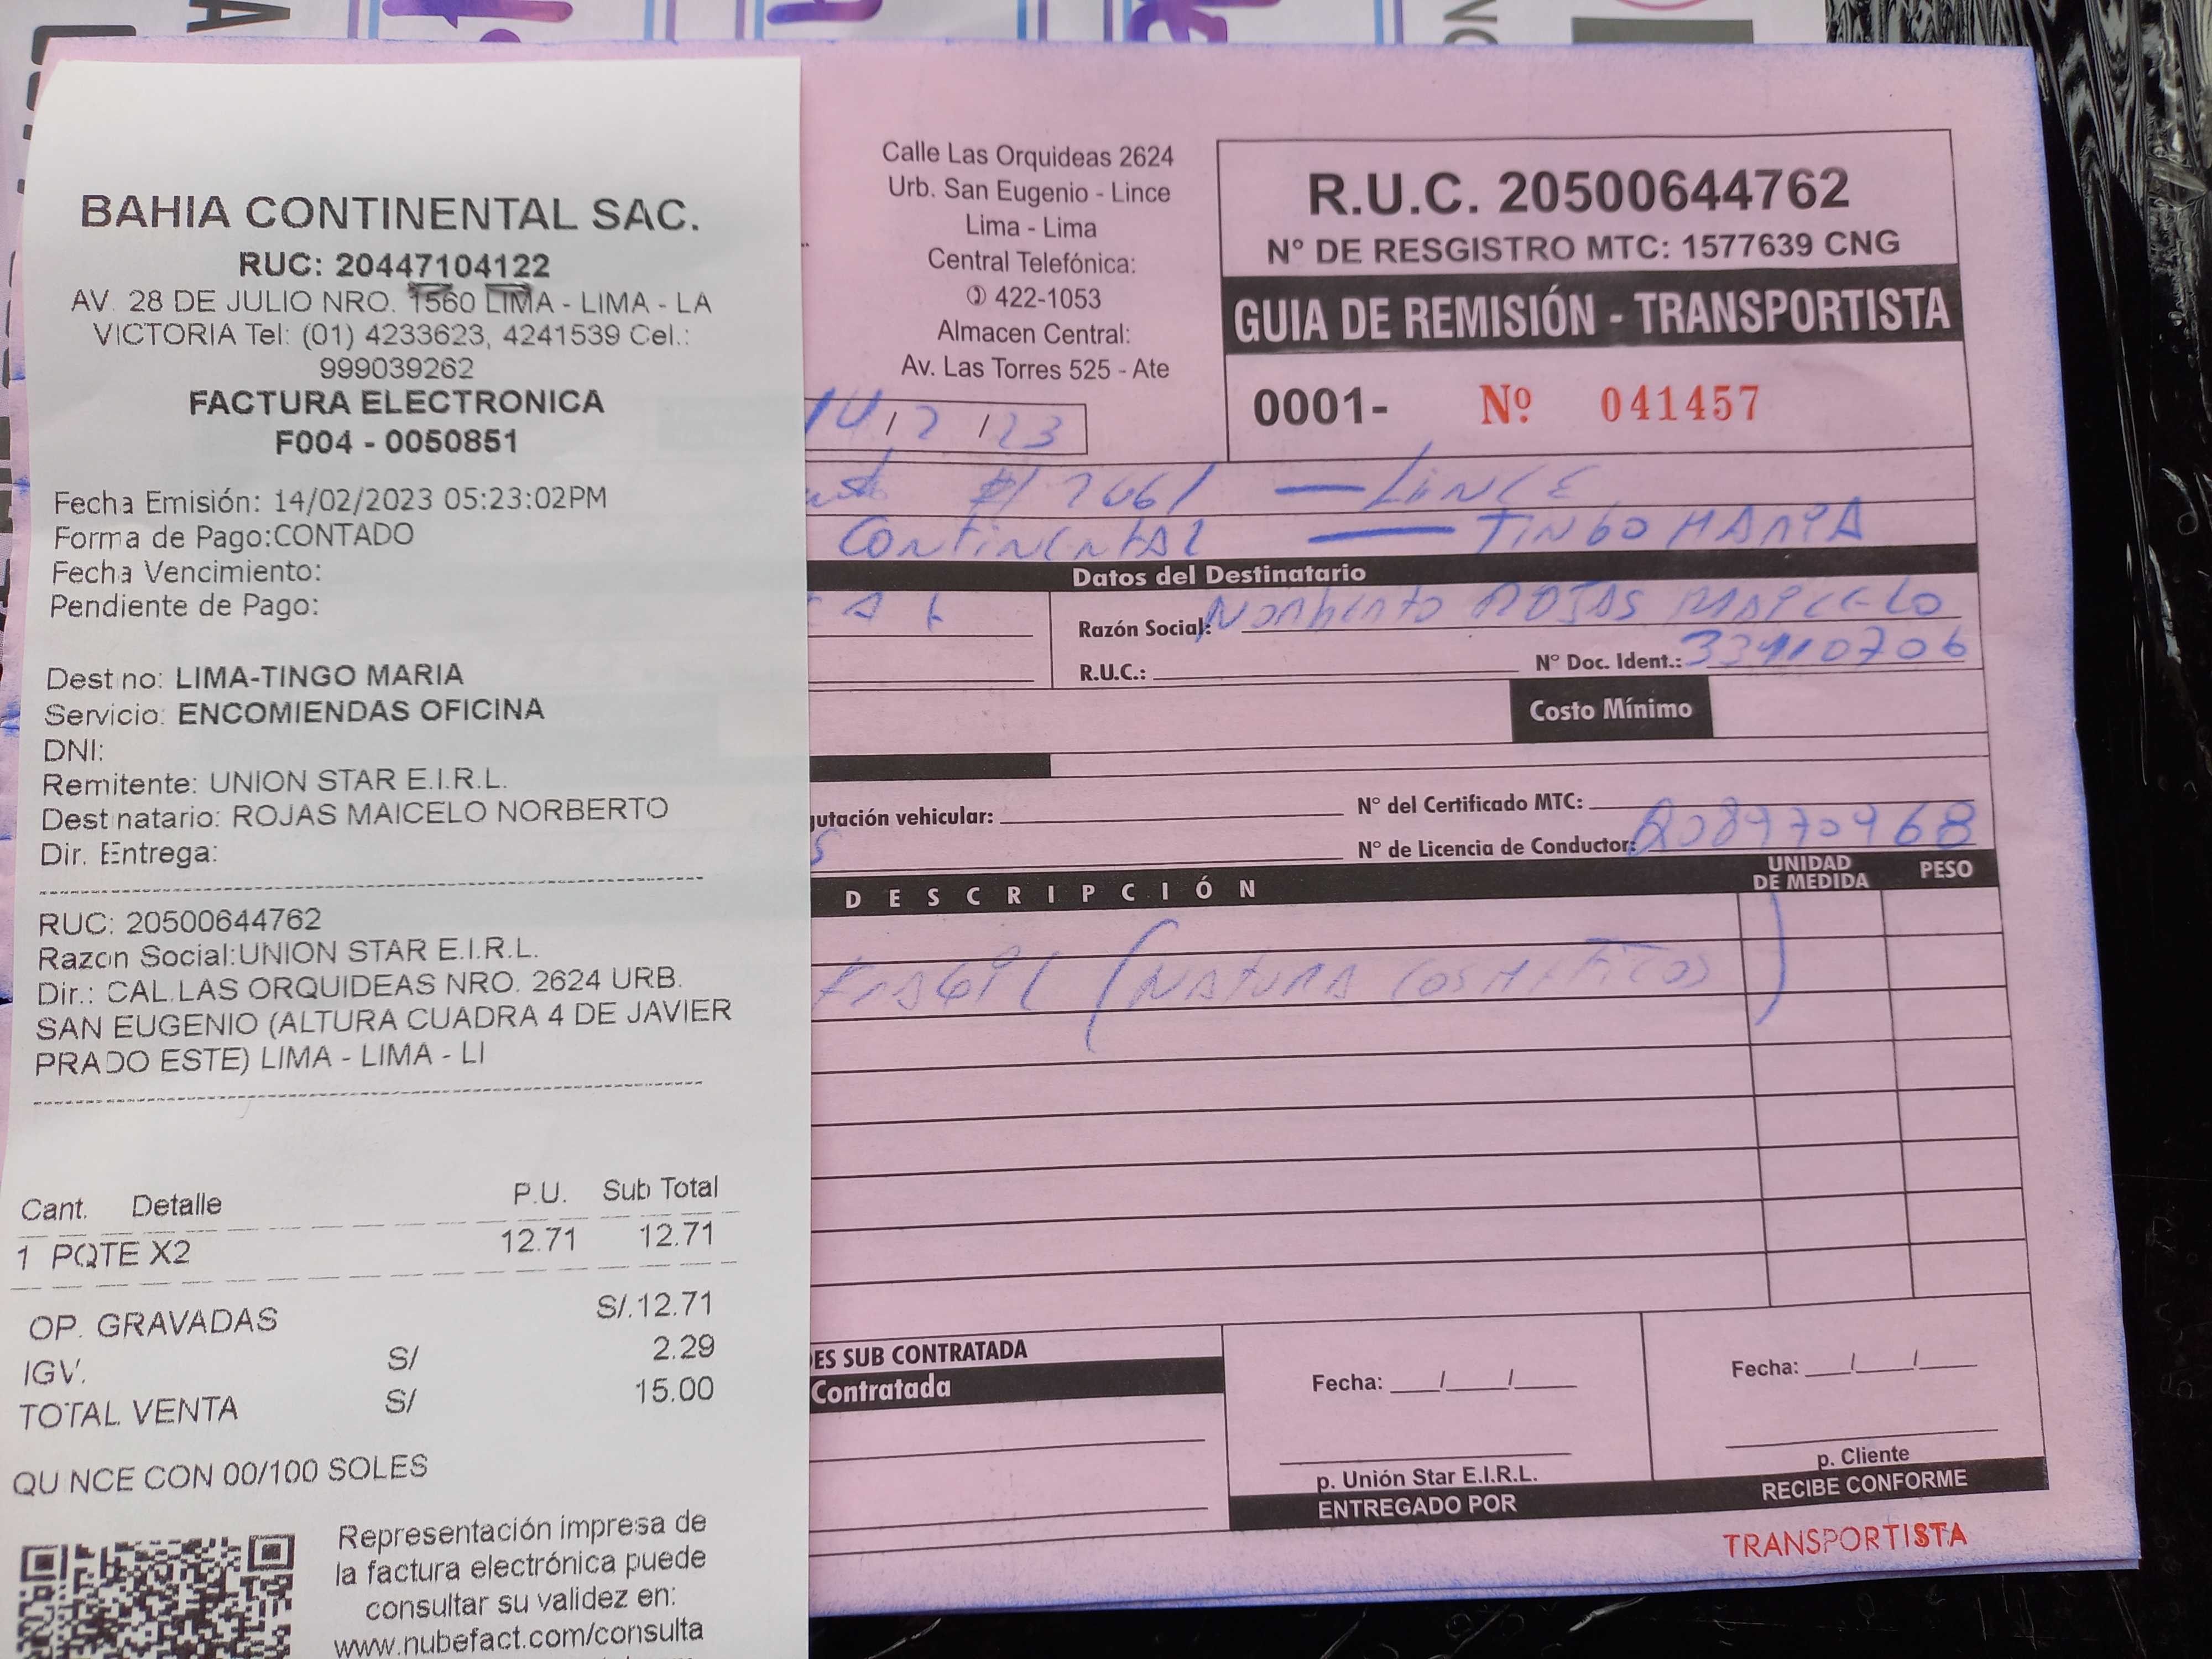 BAHIA CONTINENTAL SAC.
RUC: 20447104122
AV. 28 DE JULIO NRO. 1560 LIMA - LIMA - LA
VICTORIA Tel: (01) 4233623, 4241539 Cel.:
999039262
FACTURA ELECTRONICA
F004 - 0050851
Fecha Emisión: 14/02/2023 05:23:02PM
Forma de Pago:CONTADO
Fecha Vencimiento:
Pendiente de Pago:
Destino: LIMA-TINGO MARIA
Servicio: ENCOMIENDAS OFICINA
DNI:
Remitente: UNION STAR E.I.R.L.
Destinatario: ROJAS MAICELO NORBERTO
Dir. Entrega:
RUC: 20500644762
Razon Social:UNION STAR E.I.R.L.
Dir.: CAL.LAS ORQUIDEAS NRO. 2624 URB.
SAN EUGENIO (ALTURA CUADRA 4 DE JAVIER
PRADO ESTE) LIMA - LIMA - LI
Cant. Detalle P.U. Sub Total
1 PQTE X2 12.71 12.71
OP. GRAVADAS S/.12.71
IGV. S/ 2.29
TOTAL VENTA S/ 15.00
QUINCE CON 00/100 SOLES
Representación impresa de
la factura electrónica puede
consultar su validez en:
www.nubefact.com/consulta
Calle Las Orquideas 2624
Urb. San Eugenio - Lince
Lima - Lima
Central Telefónica:
422-1053
Almacen Central:
Av. Las Torres 525 - Ate
R.U.C. 20500644762
N° DE RESGISTRO MTC: 1577639 CNG
GUIA DE REMISIÓN - TRANSPORTISTA
0001- Nº 041457
14/2/23
LINCE
Continental — TINGO MARIA
Datos del Destinatario
Razón Social: Norberto ROJAS MAICELO
R.U.C.: N° Doc. Ident.:
Costo Mínimo
vehicular: N° del Certificado MTC:
N° de Licencia de Conductor: Q08970968
DESCRIPCIÓN UNIDAD DE MEDIDA PESO
FRAGIL (NATURA COSMETICOS)
SUB CONTRATADA
Contratada
Fecha: ___/___/___
p. Unión Star E.I.R.L.
ENTREGADO POR
Fecha: ___/___/___
p. Cliente
RECIBE CONFORME
TRANSPORTISTA